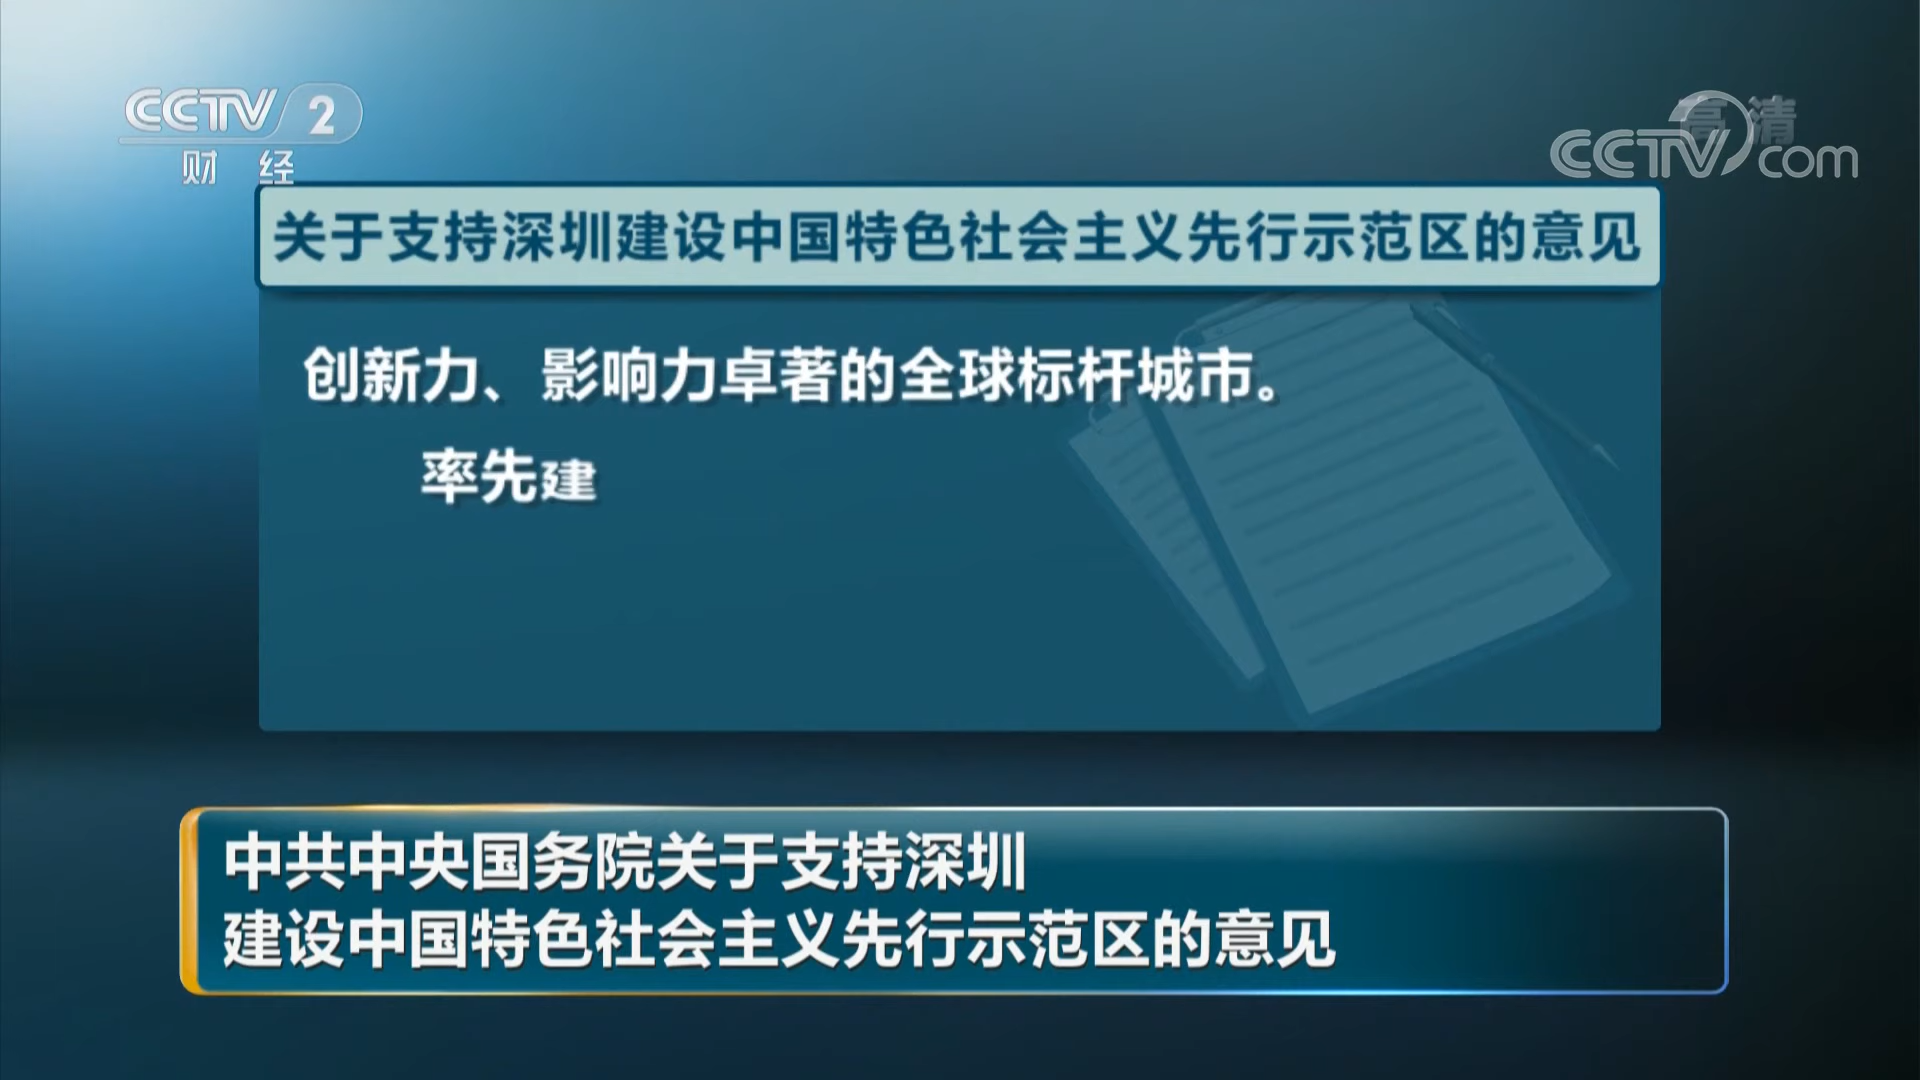 CCTV 2
财 经
高清
CCTV.com
关于支持深圳建设中国特色社会主义先行示范区的意见
创新力、影响力卓著的全球标杆城市。
率先建
中共中央国务院关于支持深圳
建设中国特色社会主义先行示范区的意见